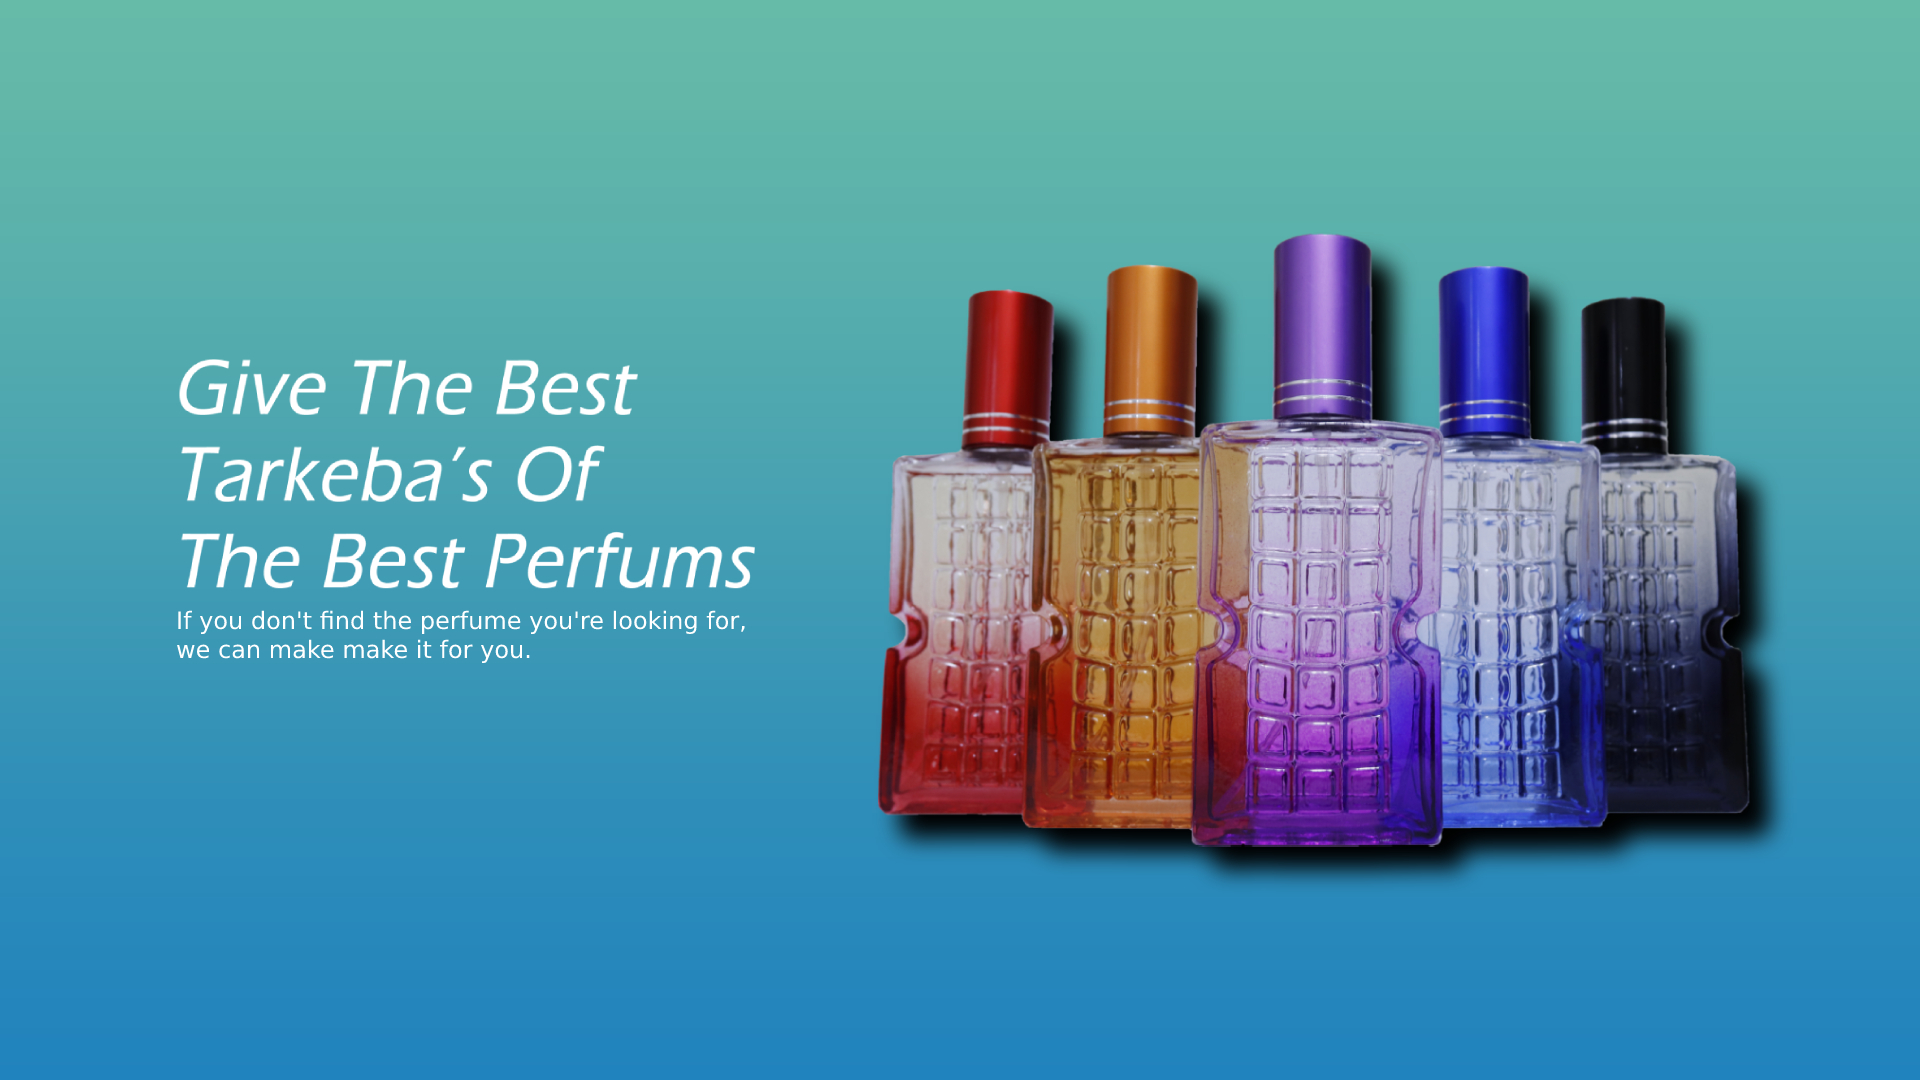 Give The Best
Tarkeba’s Of
The Best Perfums
If you don't find the perfume you're looking for,
we can make make it for you.